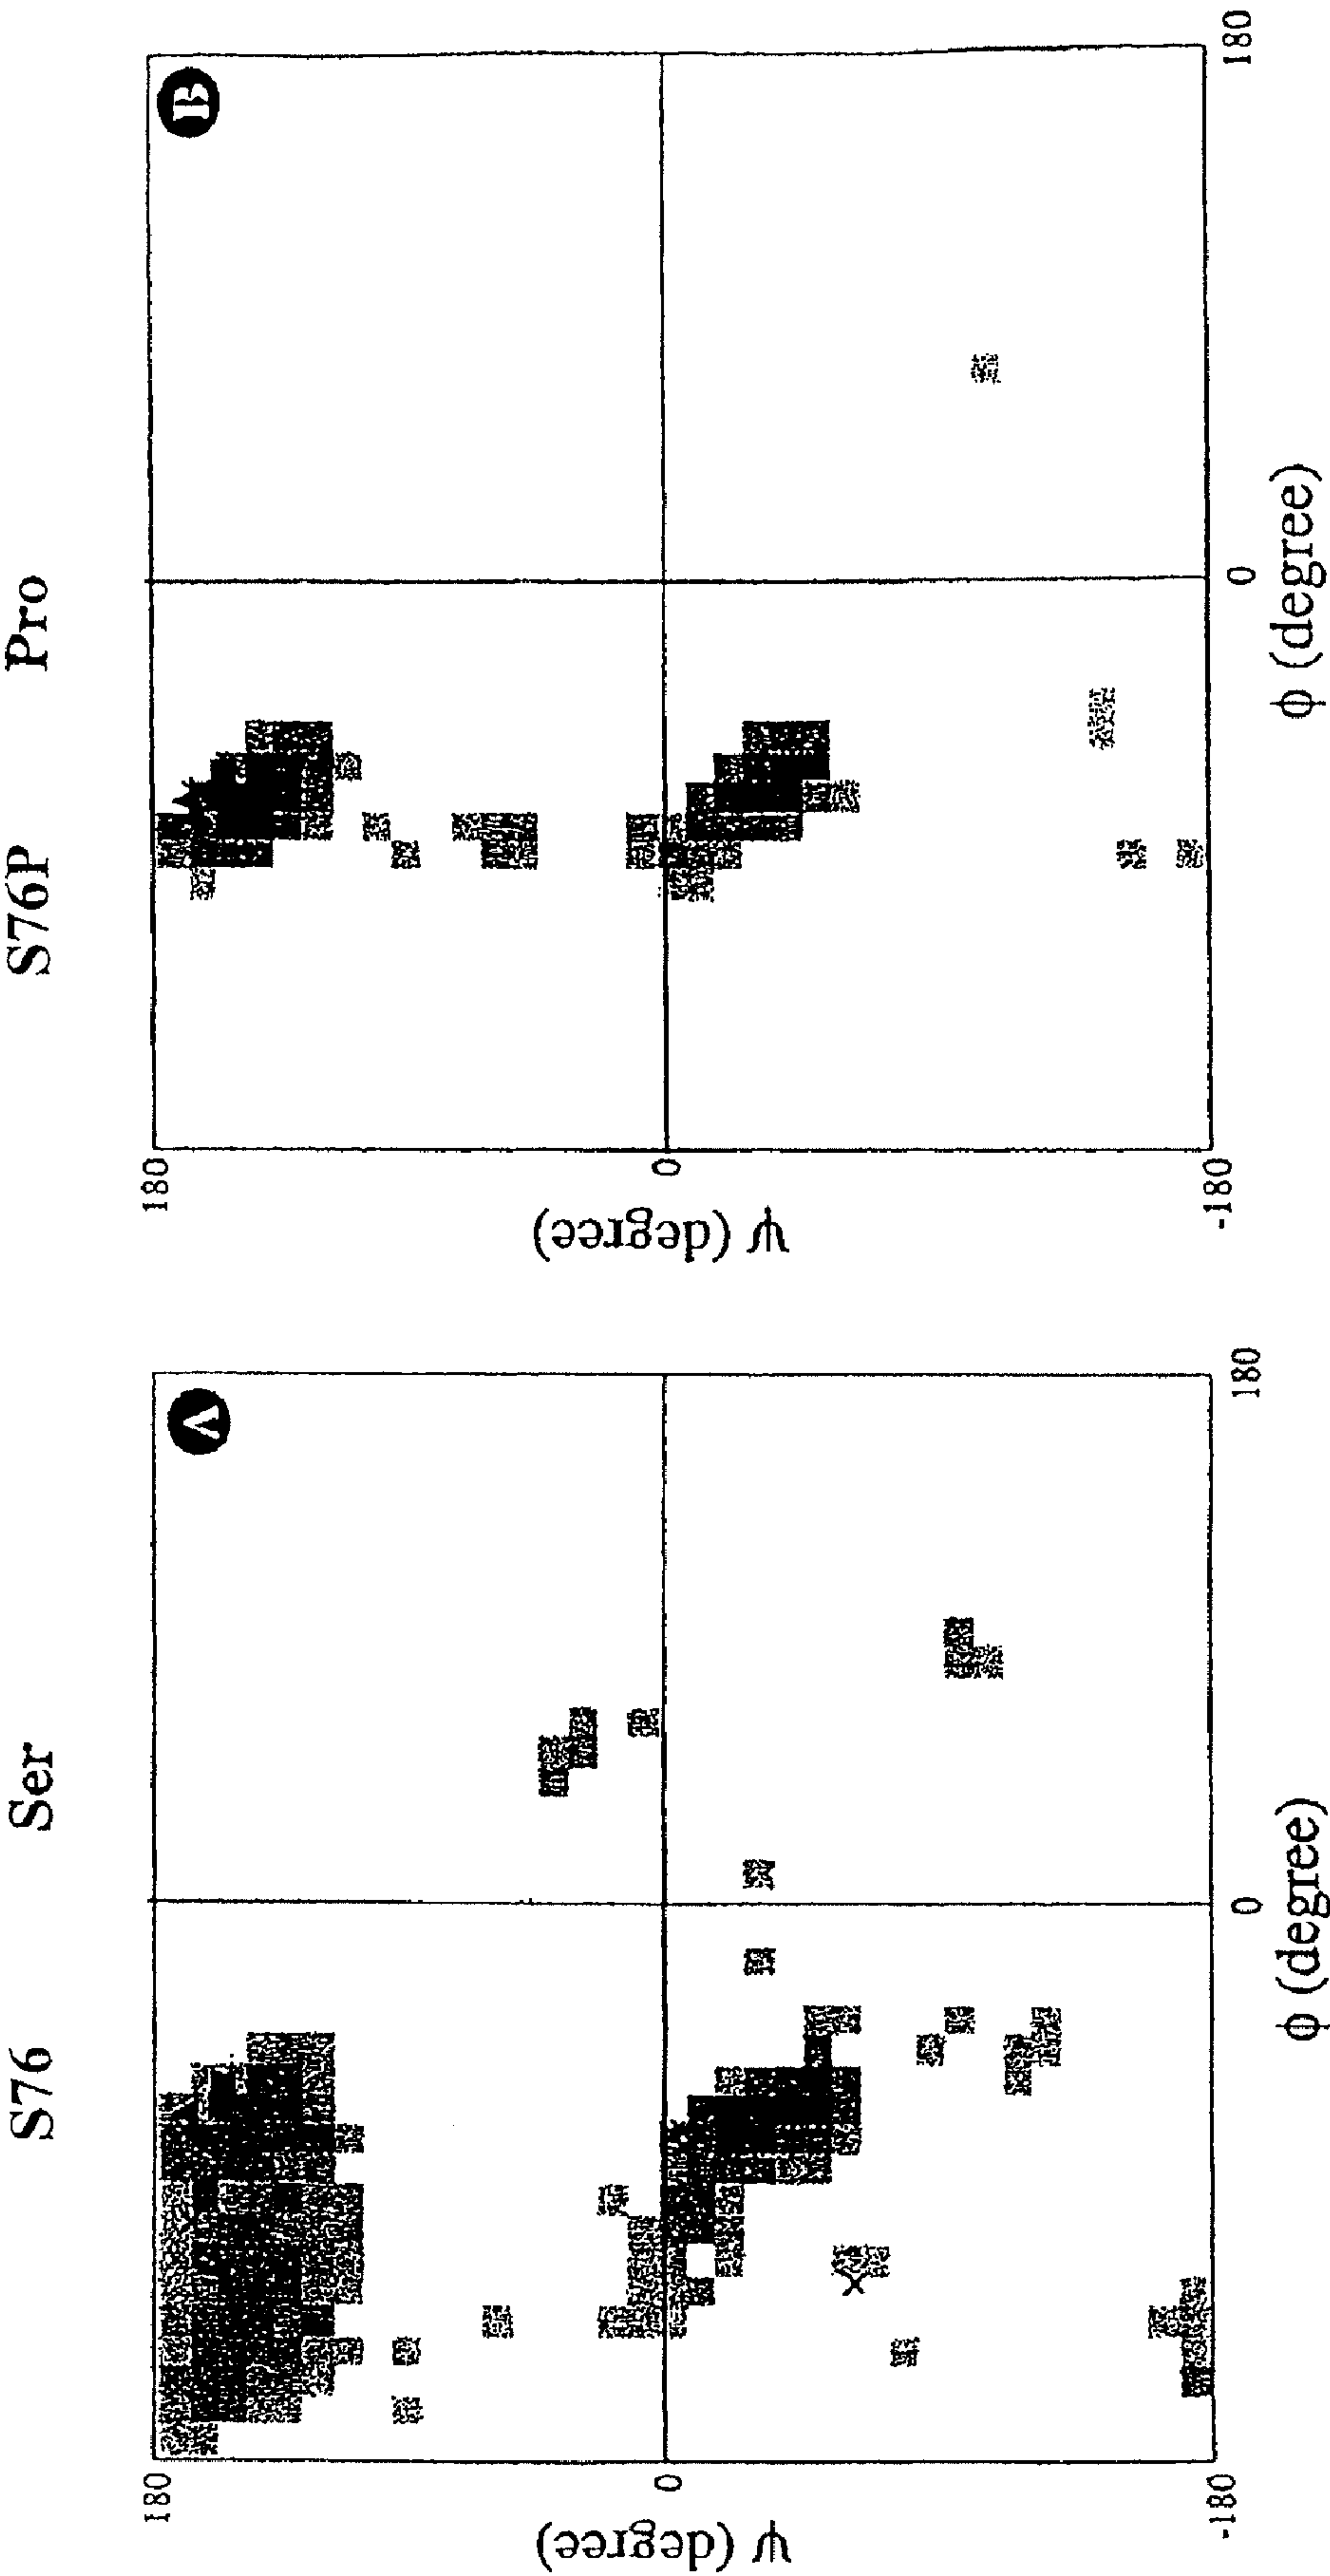 S76 Ser
A
180
0
-180
ψ (degree)
0
180
ϕ (degree)
S76P Pro
B
180
0
-180
ψ (degree)
0
180
ϕ (degree)